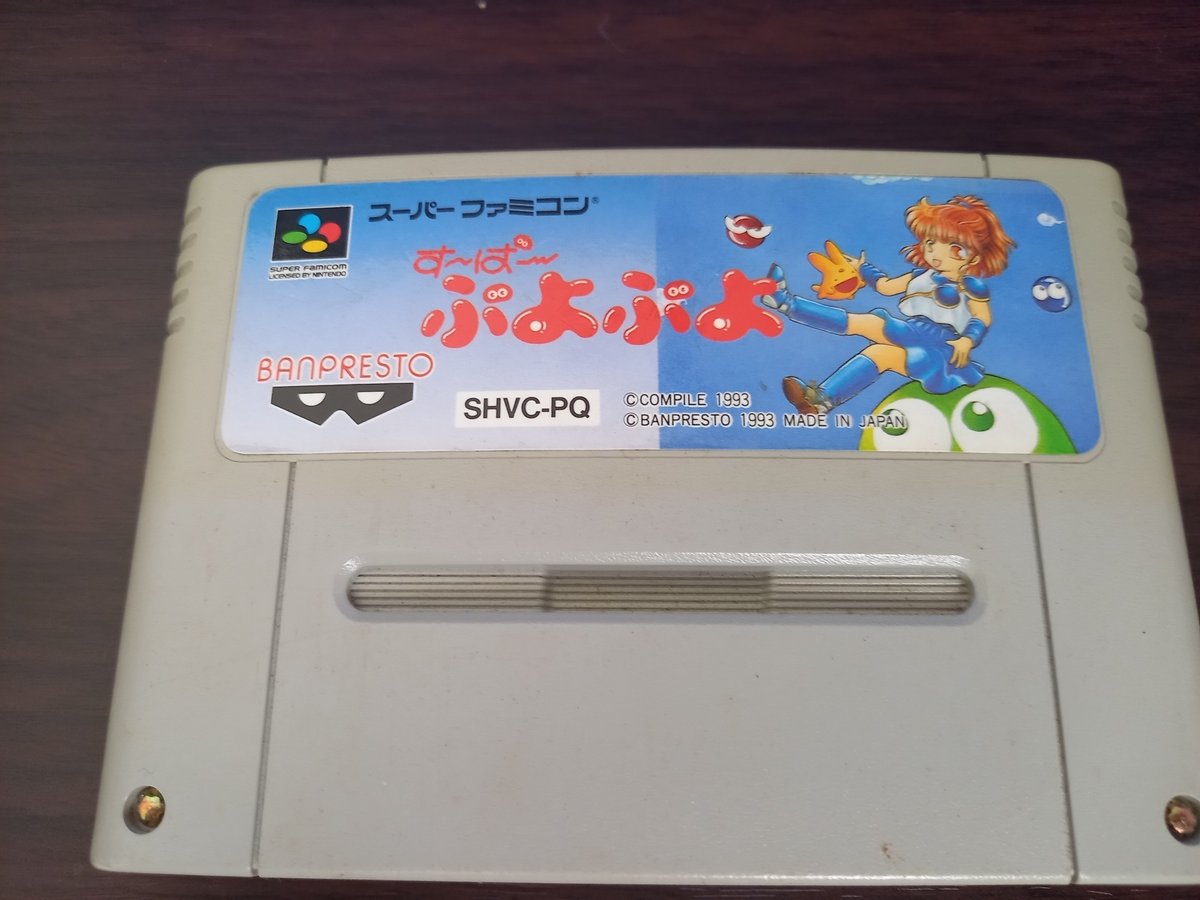 スーパーファミコン®
SUPER FAMICOM
LICENSED BY NINTENDO
す〜ぱ〜
ぷよぷよ
BANPRESTO
SHVC-PQ
©COMPILE 1993
©BANPRESTO 1993 MADE IN JAPAN